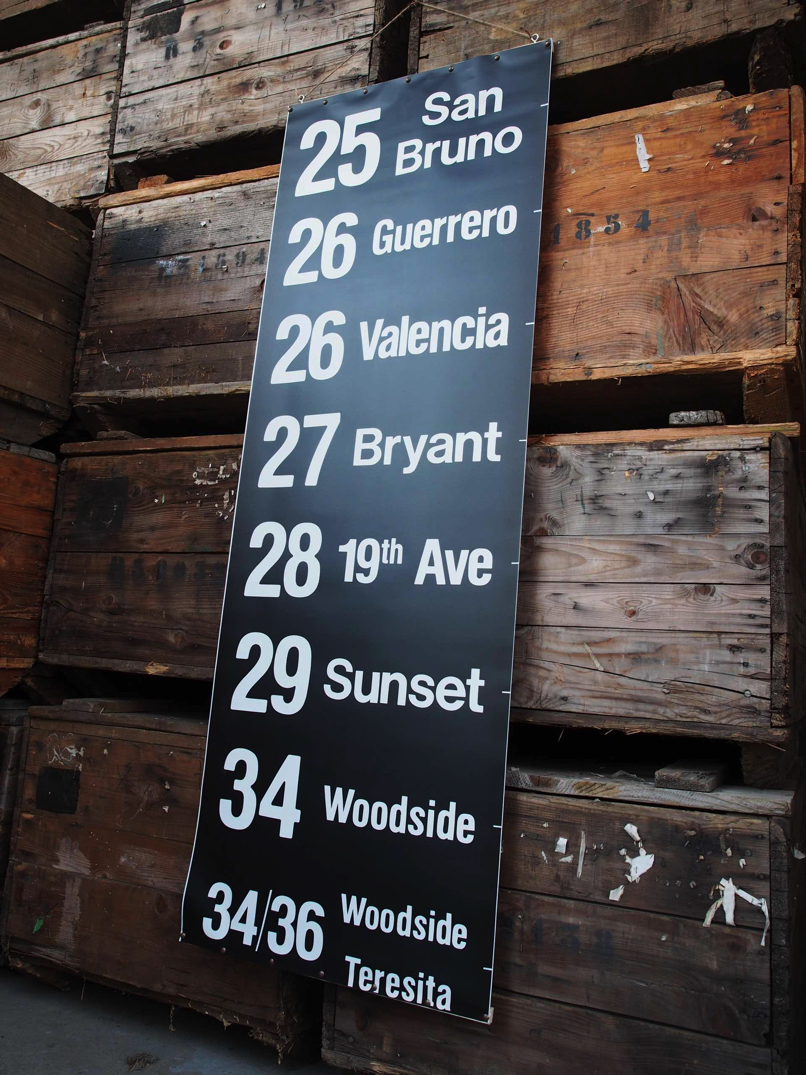 25 San
Bruno
26 Guerrero
26 Valencia
27 Bryant
28 19th Ave
29 Sunset
34 Woodside
34/36 Woodside
Teresita
1854